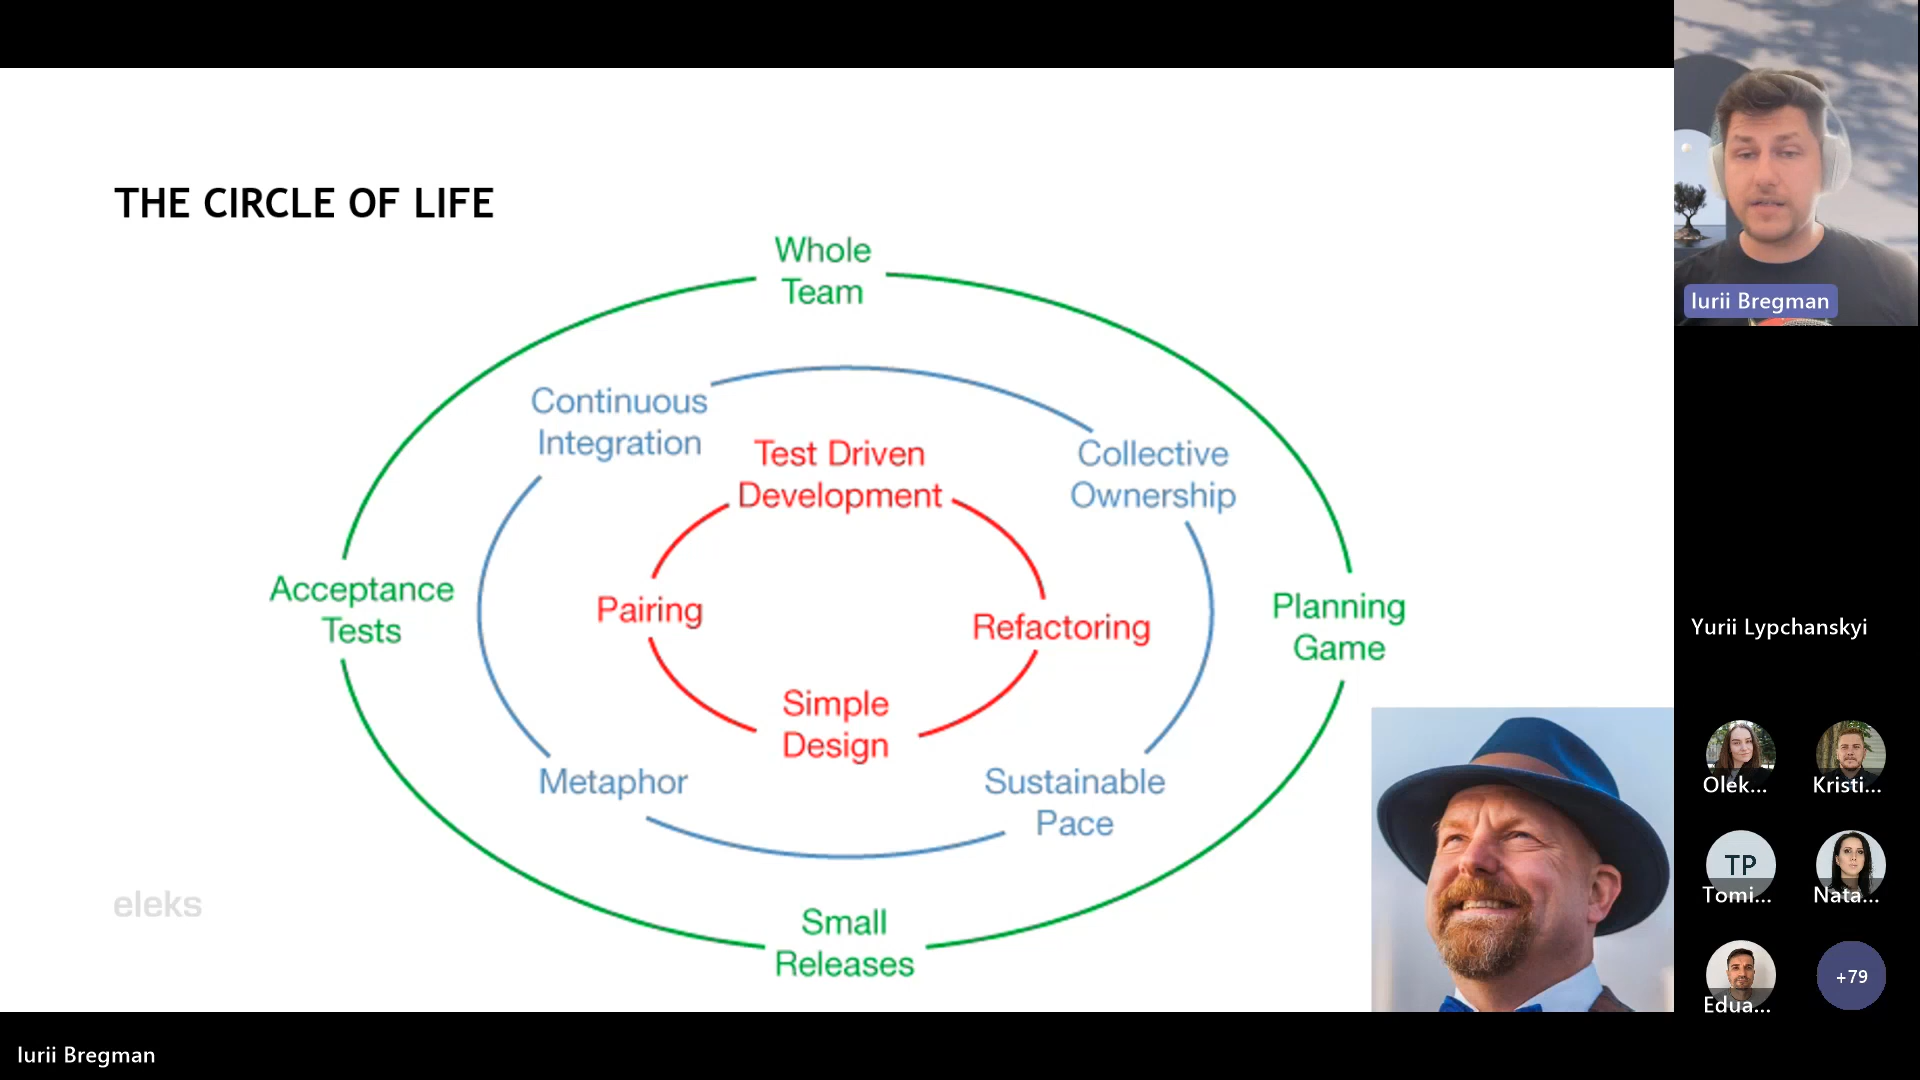 THE CIRCLE OF LIFE
Whole
Team
Continuous
Integration
Test Driven
Development
Collective
Ownership
Acceptance
Tests
Pairing
Refactoring
Planning
Game
Simple
Design
Metaphor
Sustainable
Pace
Small
Releases
eleks
Iurii Bregman
Yurii Lypchanskyi
Olek...
Kristi...
TP
Tomi...
Nata...
Edua...
+79
Iurii Bregman